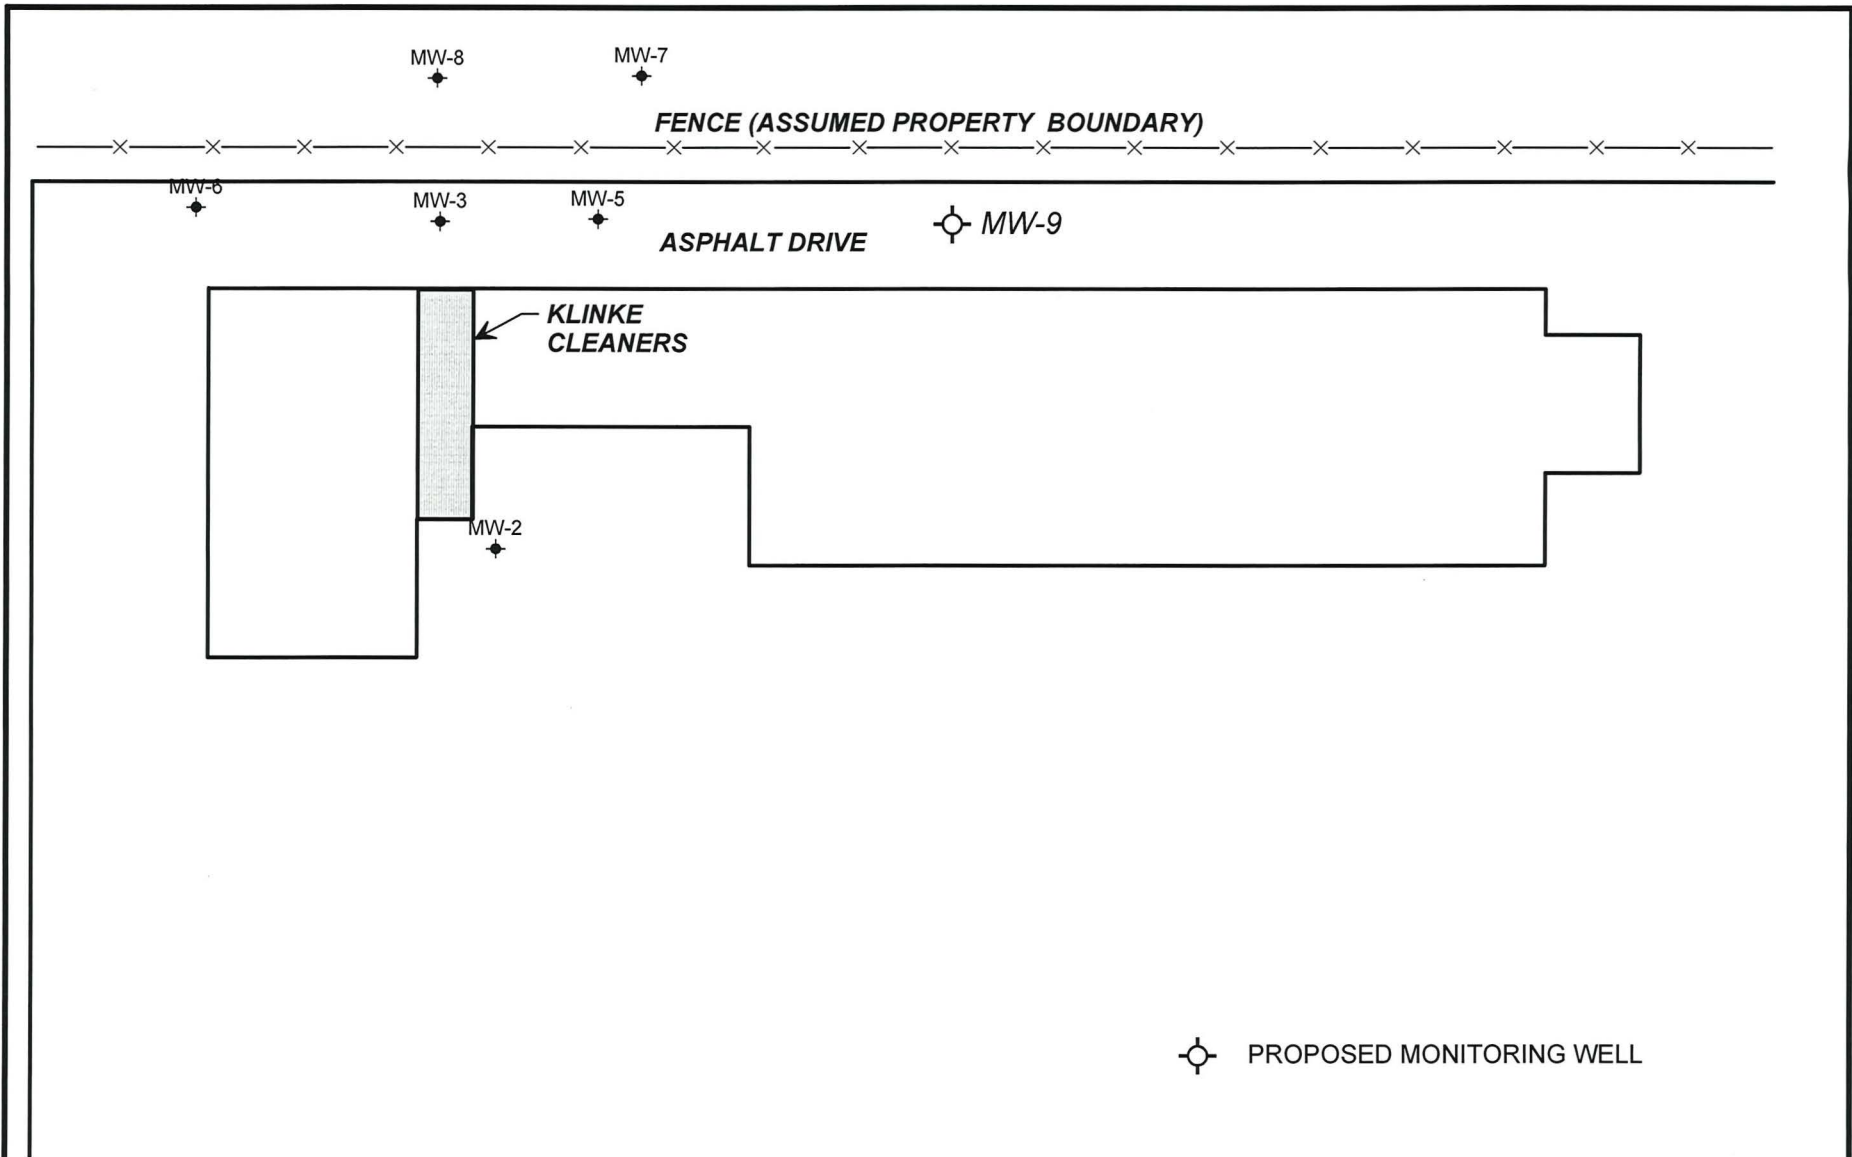 MW-8
MW-7
FENCE (ASSUMED PROPERTY BOUNDARY)
MW-6
MW-3
MW-5
MW-9
ASPHALT DRIVE
KLINKE
CLEANERS
MW-2
PROPOSED MONITORING WELL